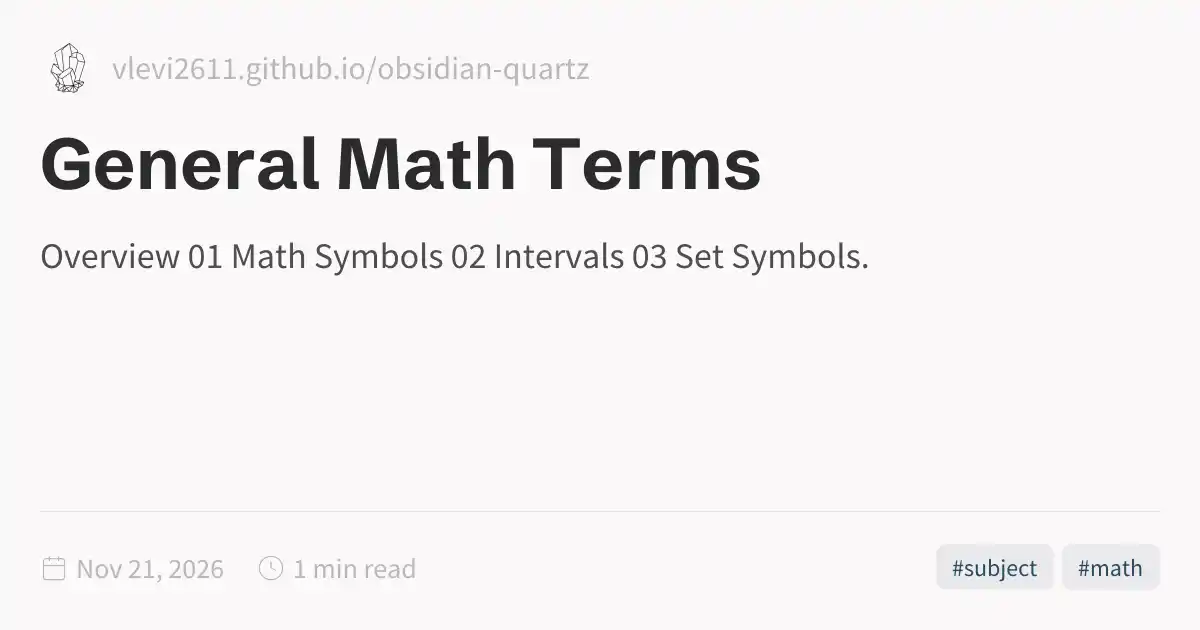 vlevi2611.github.io/obsidian-quartz
General Math Terms
Overview 01 Math Symbols 02 Intervals 03 Set Symbols.
Nov 21, 2026 1 min read #subject #math